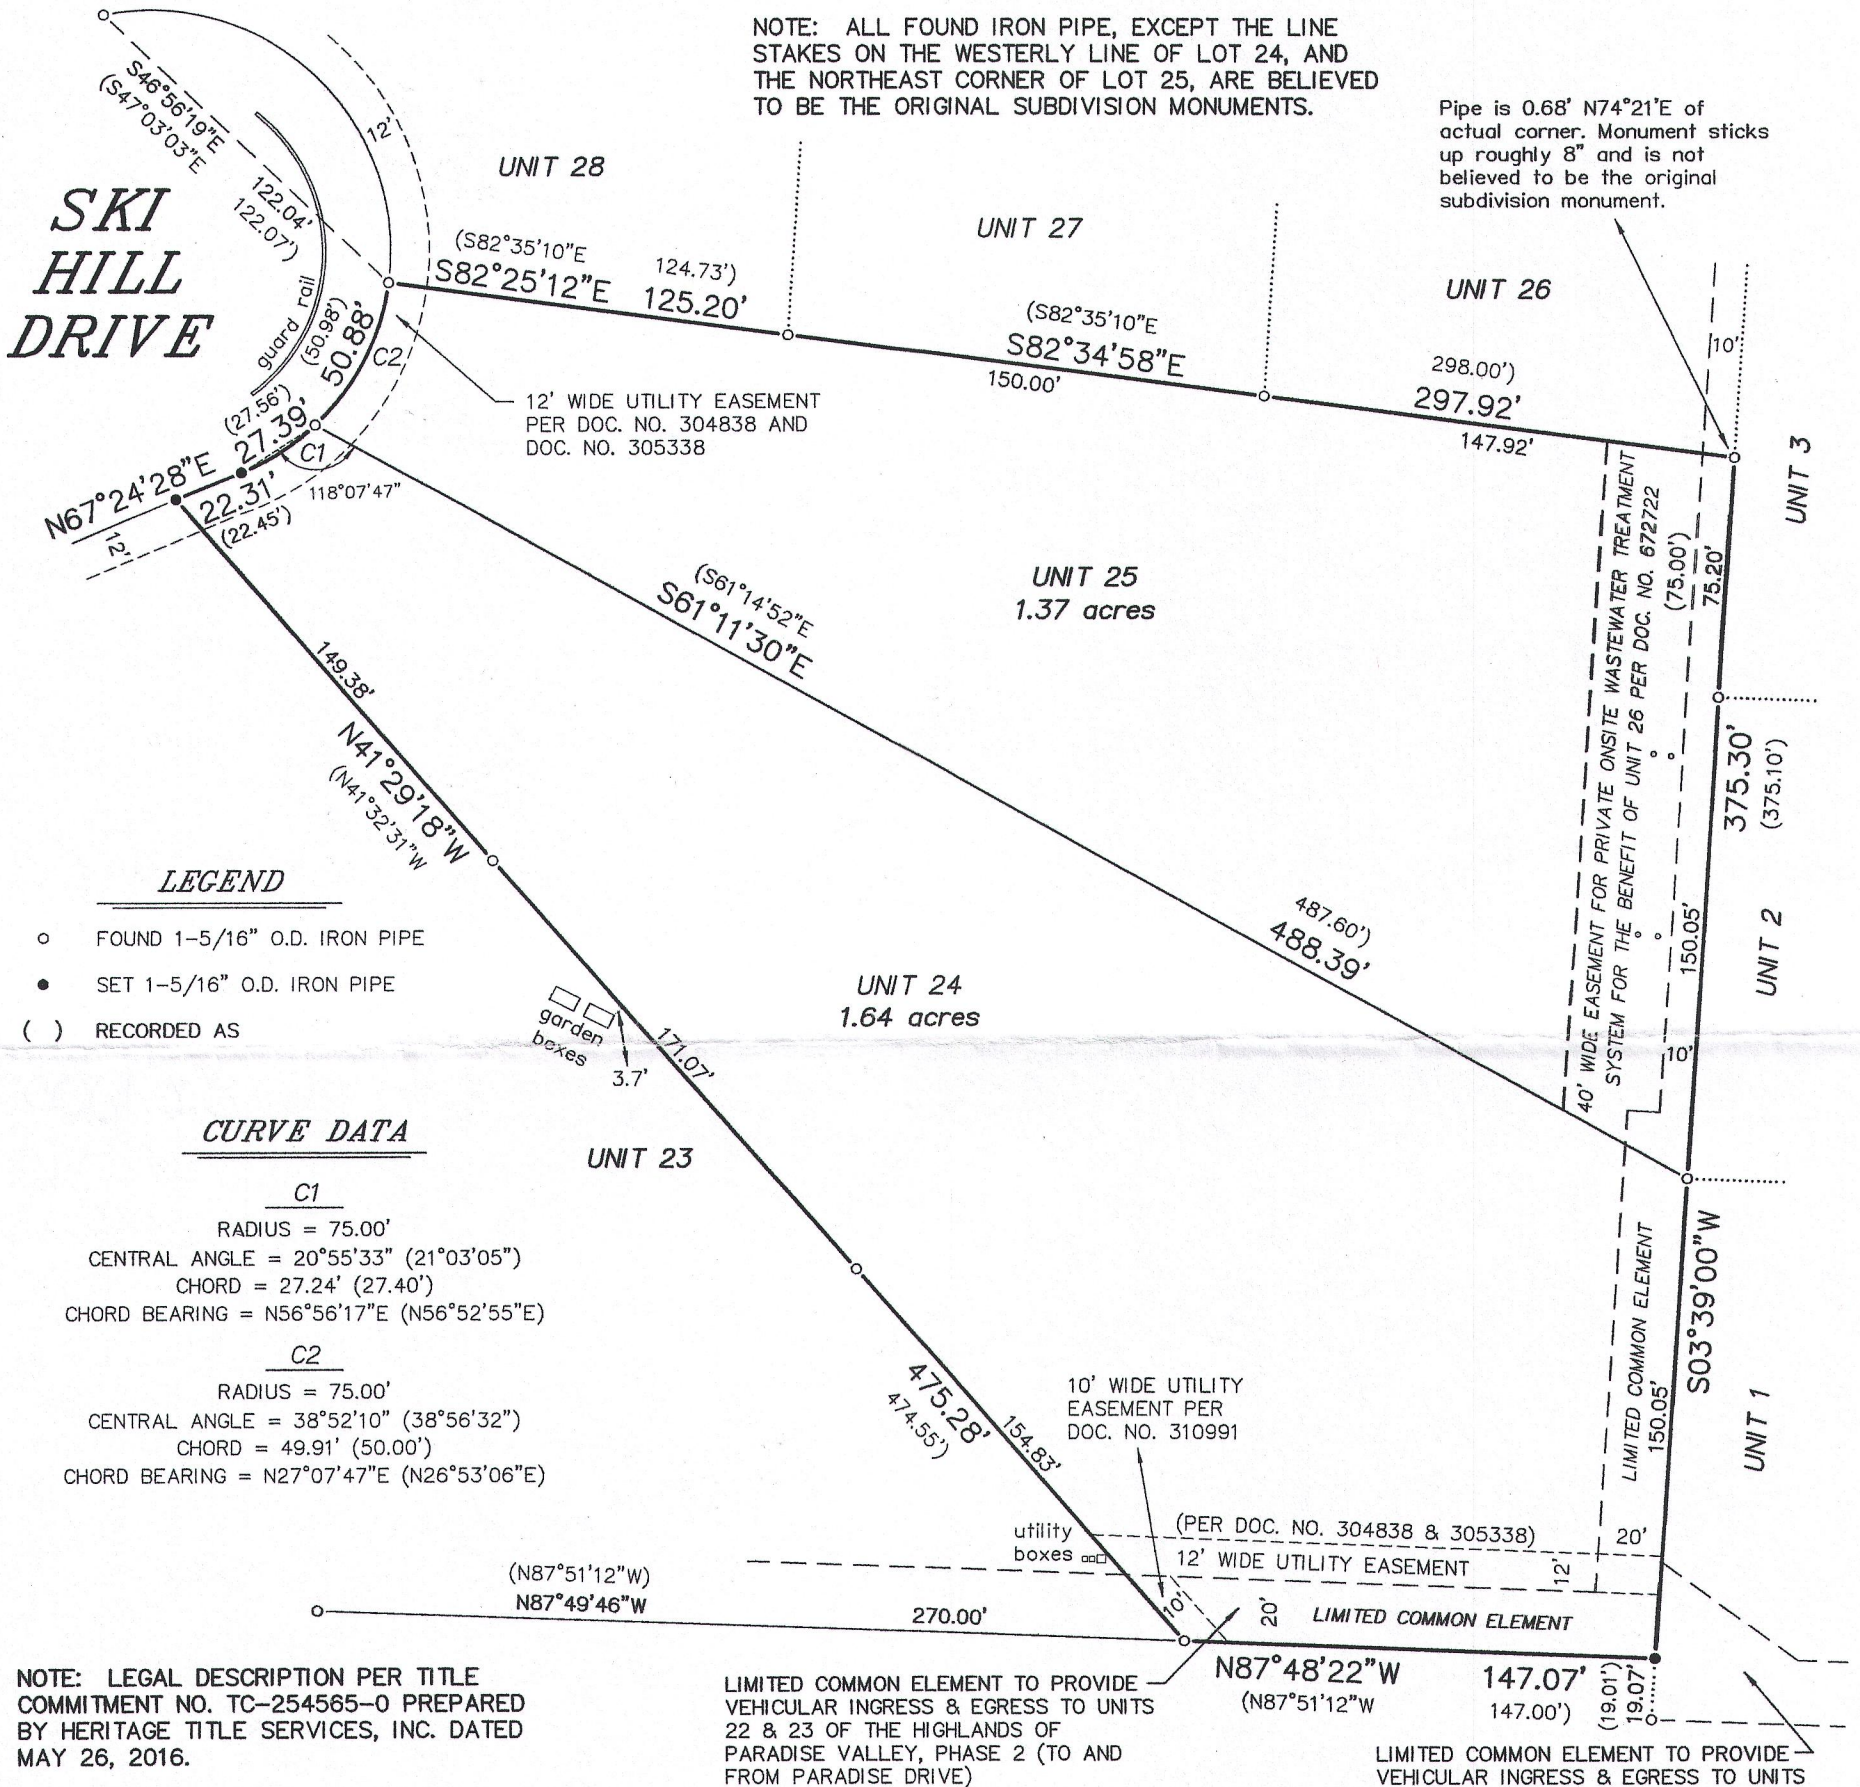 NOTE: ALL FOUND IRON PIPE, EXCEPT THE LINE
STAKES ON THE WESTERLY LINE OF LOT 24, AND
THE NORTHEAST CORNER OF LOT 25, ARE BELIEVED
TO BE THE ORIGINAL SUBDIVISION MONUMENTS.
Pipe is 0.68' N74°21'E of
actual corner. Monument sticks
up roughly 8" and is not
believed to be the original
subdivision monument.
S46°56'19"E
(S47°03'03"E
122.04'
122.07')
12'
SKI
HILL
DRIVE
guard rail
UNIT 28
UNIT 27
UNIT 26
(S82°35'10"E
124.73')
S82°25'12"E
125.20'
(S82°35'10"E
S82°34'58"E
150.00'
298.00')
297.92'
147.92'
10'
UNIT 3
(50.98')
50.88'
C2
12' WIDE UTILITY EASEMENT
PER DOC. NO. 304838 AND
DOC. NO. 305338
(27.56')
27.39'
C1
118°07'47"
N67°24'28"E
22.31'
(22.45')
12'
(S61°14'52"E
S61°11'30"E
487.60')
488.39'
UNIT 25
1.37 acres
40' WIDE EASEMENT FOR PRIVATE ONSITE WASTEWATER TREATMENT
SYSTEM FOR THE BENEFIT OF UNIT 26 PER DOC. NO. 672722
(75.00')
75.20'
375.30'
(375.10')
150.05'
UNIT 2
10'
149.38'
N41°29'18"W
(N41°32'31"W
LEGEND
FOUND 1-5/16" O.D. IRON PIPE
SET 1-5/16" O.D. IRON PIPE
( ) RECORDED AS
UNIT 24
1.64 acres
garden
boxes
3.7'
171.07'
UNIT 23
CURVE DATA
C1
RADIUS = 75.00'
CENTRAL ANGLE = 20°55'33" (21°03'05")
CHORD = 27.24' (27.40')
CHORD BEARING = N56°56'17"E (N56°52'55"E)
C2
RADIUS = 75.00'
CENTRAL ANGLE = 38°52'10" (38°56'32")
CHORD = 49.91' (50.00')
CHORD BEARING = N27°07'47"E (N26°53'06"E)
475.28'
474.55')
154.83'
10' WIDE UTILITY
EASEMENT PER
DOC. NO. 310991
LIMITED COMMON ELEMENT
150.05'
S03°39'00"W
UNIT 1
utility
boxes
(PER DOC. NO. 304838 & 305338)
20'
12' WIDE UTILITY EASEMENT
12'
(N87°51'12"W)
N87°49'46"W
270.00'
10'
20'
LIMITED COMMON ELEMENT
N87°48'22"W
147.07'
(N87°51'12"W
147.00')
(19.01')
19.07'
NOTE: LEGAL DESCRIPTION PER TITLE
COMMITMENT NO. TC-254565-0 PREPARED
BY HERITAGE TITLE SERVICES, INC. DATED
MAY 26, 2016.
LIMITED COMMON ELEMENT TO PROVIDE
VEHICULAR INGRESS & EGRESS TO UNITS
22 & 23 OF THE HIGHLANDS OF
PARADISE VALLEY, PHASE 2 (TO AND
FROM PARADISE DRIVE)
LIMITED COMMON ELEMENT TO PROVIDE
VEHICULAR INGRESS & EGRESS TO UNITS